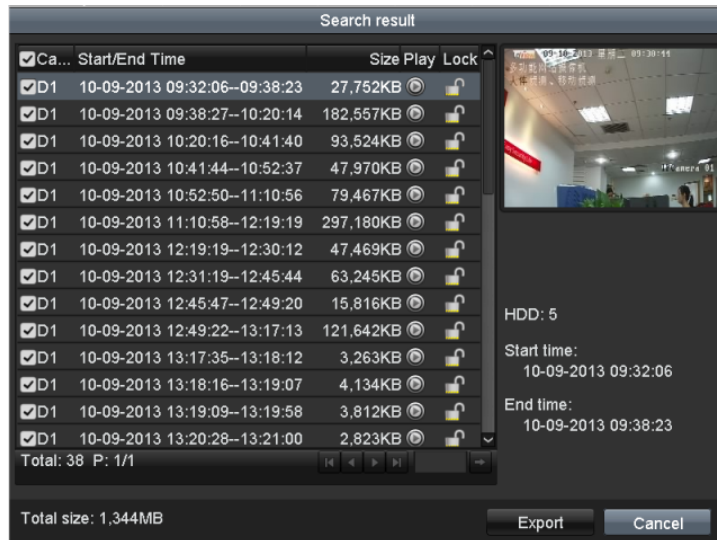 Search result
Ca... Start/End Time Size Play Lock
D1 10-09-2013 09:32:06--09:38:23 27,752KB
D1 10-09-2013 09:38:27--10:20:14 182,557KB
D1 10-09-2013 10:20:16--10:41:40 93,524KB
D1 10-09-2013 10:41:44--10:52:37 47,970KB
D1 10-09-2013 10:52:50--11:10:56 79,467KB
D1 10-09-2013 11:10:58--12:19:19 297,180KB
D1 10-09-2013 12:19:19--12:30:12 47,469KB
D1 10-09-2013 12:31:19--12:45:44 63,245KB
D1 10-09-2013 12:45:47--12:49:20 15,816KB
D1 10-09-2013 12:49:22--13:17:13 121,642KB
D1 10-09-2013 13:17:35--13:18:12 3,263KB
D1 10-09-2013 13:18:16--13:19:07 4,134KB
D1 10-09-2013 13:19:09--13:19:58 3,812KB
D1 10-09-2013 13:20:28--13:21:00 2,823KB
Total: 38 P: 1/1
09-10-2013 09:38:44
Camera 01
HDD: 5
Start time:
10-09-2013 09:32:06
End time:
10-09-2013 09:38:23
Total size: 1,344MB
Export Cancel